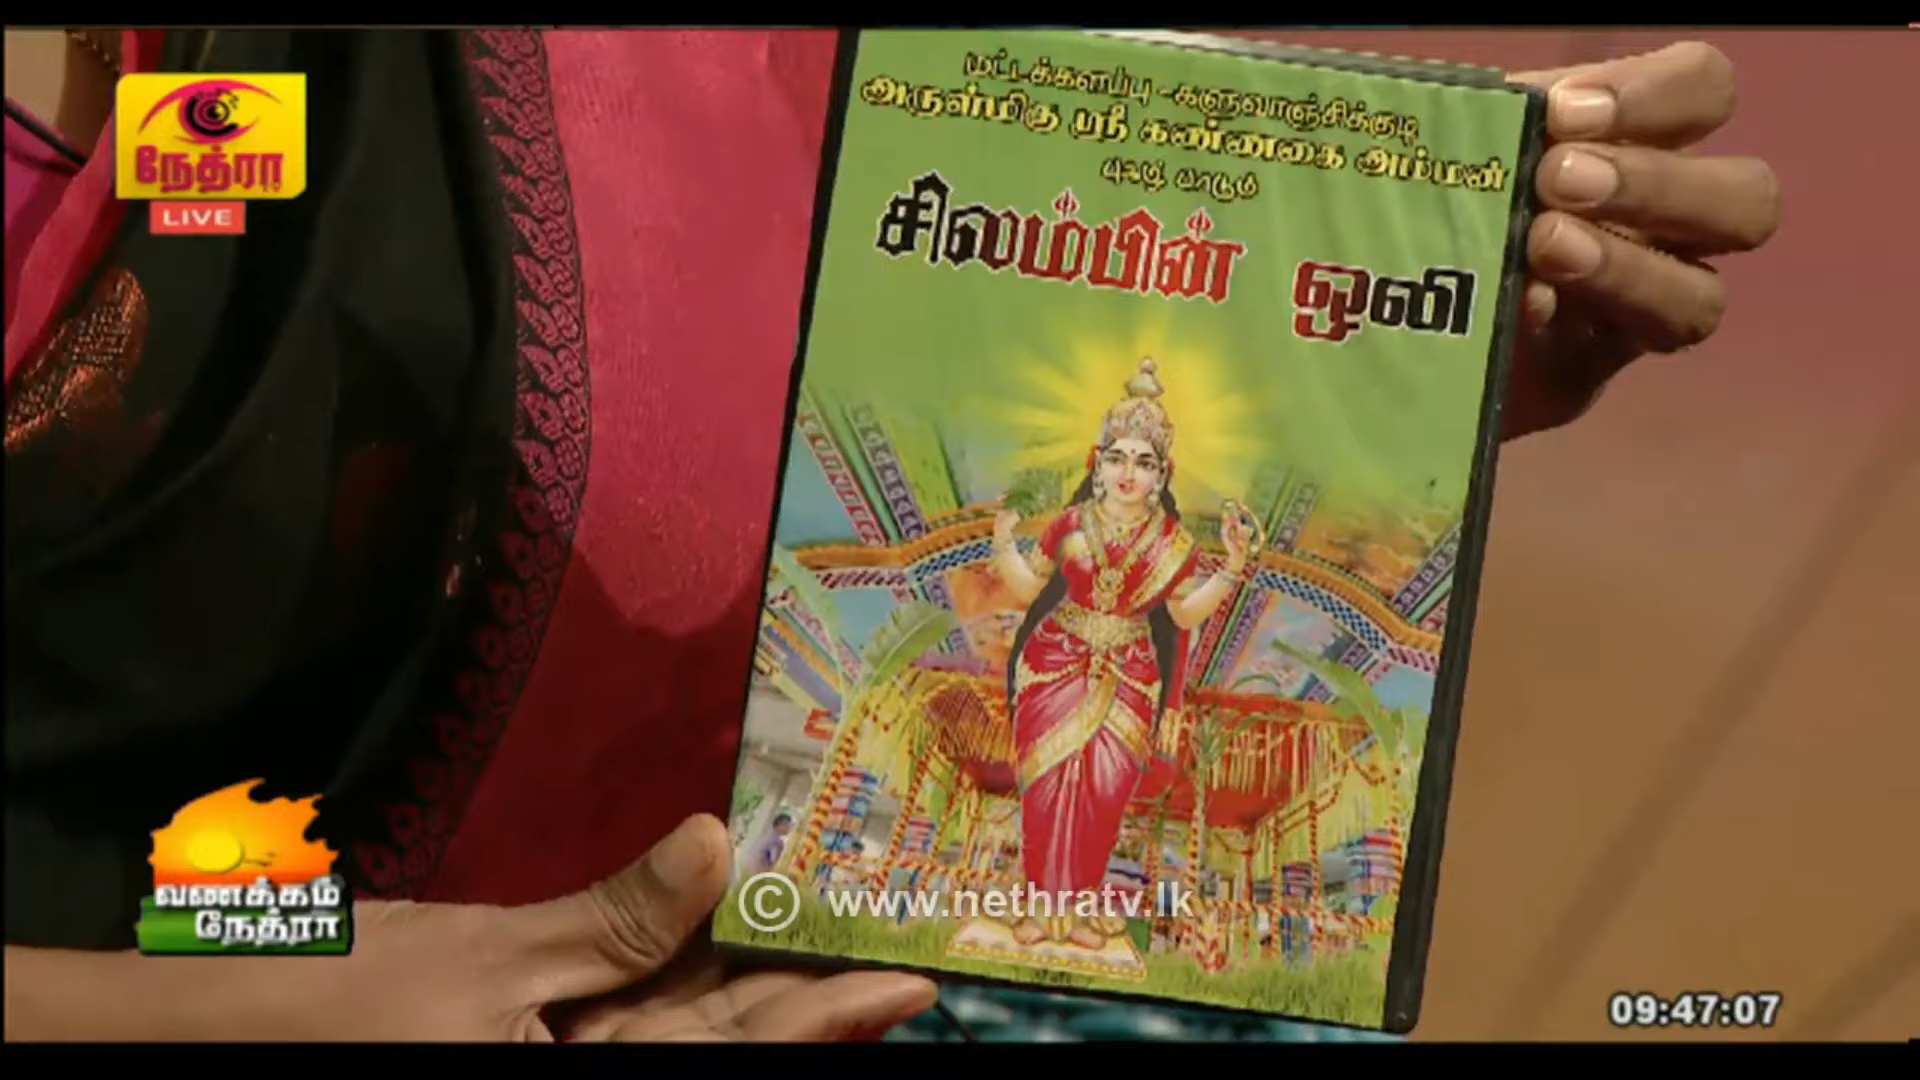 நேத்ரா
LIVE
மட்டக்களப்பு - களுவாஞ்சிக்குடி
அருள்மிகு ஸ்ரீ கண்ணகை அம்மன்
புகழ் பாடும்
சிலம்பின் ஒலி
வணக்கம்
நேத்ரா
© www.nethratv.lk
09:47:07